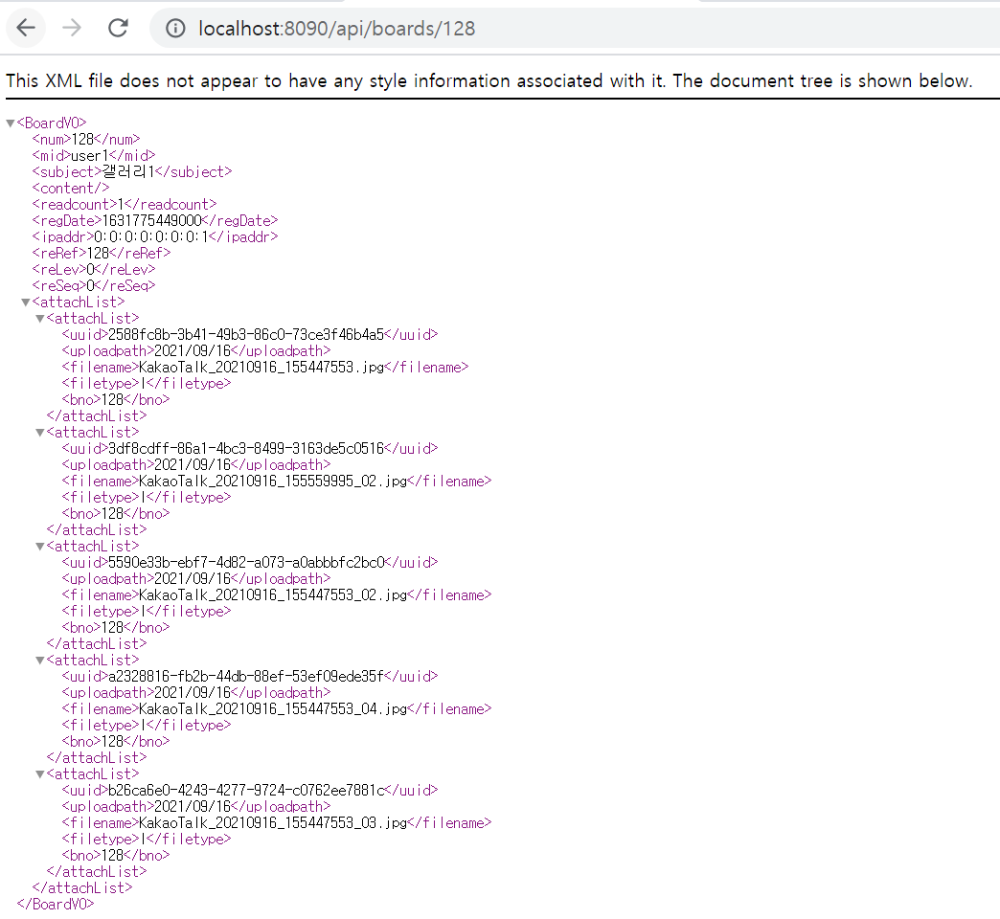 localhost:8090/api/boards/128
This XML file does not appear to have any style information associated with it. The document tree is shown below.
▼<BoardVO>
<num>128</num>
<mid>user1</mid>
<subject>갤러리1</subject>
<content/>
<readcount>1</readcount>
<regDate>1631775449000</regDate>
<ipaddr>0:0:0:0:0:0:0:1</ipaddr>
<reRef>128</reRef>
<reLev>0</reLev>
<reSeq>0</reSeq>
▼<attachList>
▼<attachList>
<uuid>2588fc8b-3b41-49b3-86c0-73ce3f46b4a5</uuid>
<uploadpath>2021/09/16</uploadpath>
<filename>KakaoTalk_20210916_155447553.jpg</filename>
<filetype>I</filetype>
<bno>128</bno>
</attachList>
▼<attachList>
<uuid>3df8cdff-86a1-4bc3-8499-3163de5c0516</uuid>
<uploadpath>2021/09/16</uploadpath>
<filename>KakaoTalk_20210916_155559995_02.jpg</filename>
<filetype>I</filetype>
<bno>128</bno>
</attachList>
▼<attachList>
<uuid>5590e33b-ebf7-4d82-a073-a0abbbfc2bc0</uuid>
<uploadpath>2021/09/16</uploadpath>
<filename>KakaoTalk_20210916_155447553_02.jpg</filename>
<filetype>I</filetype>
<bno>128</bno>
</attachList>
▼<attachList>
<uuid>a2328816-fb2b-44db-88ef-53ef09ede35f</uuid>
<uploadpath>2021/09/16</uploadpath>
<filename>KakaoTalk_20210916_155447553_04.jpg</filename>
<filetype>I</filetype>
<bno>128</bno>
</attachList>
▼<attachList>
<uuid>b26ca6e0-4243-4277-9724-c0762ee7881c</uuid>
<uploadpath>2021/09/16</uploadpath>
<filename>KakaoTalk_20210916_155447553_03.jpg</filename>
<filetype>I</filetype>
<bno>128</bno>
</attachList>
</attachList>
</BoardVO>